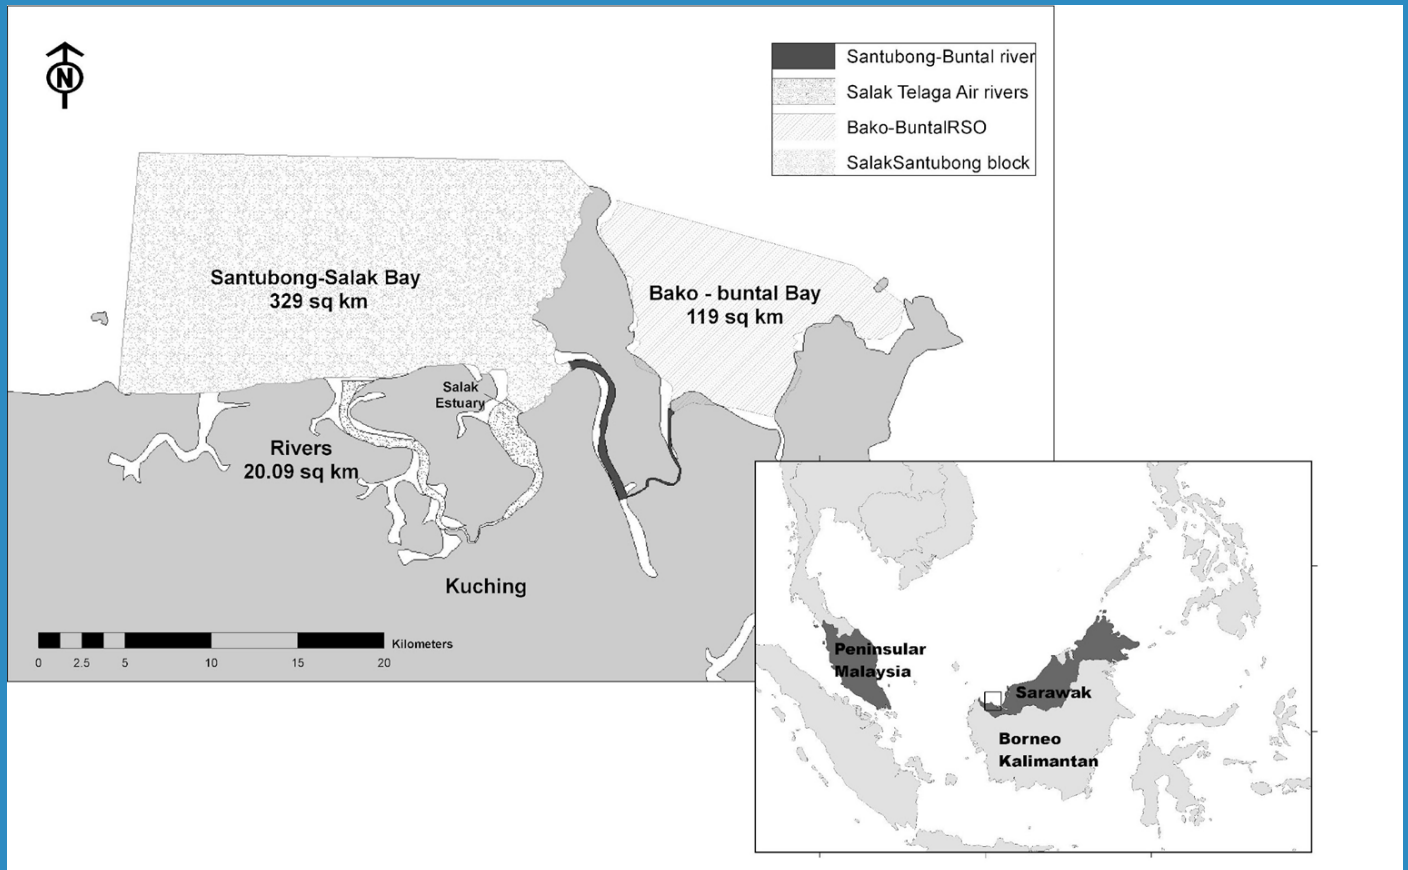 N
Santubong-Buntal river
Salak Telaga Air rivers
Bako-BuntalRSO
SalakSantubong block
Santubong-Salak Bay
329 sq km
Bako - buntal Bay
119 sq km
Salak
Estuary
Rivers
20.09 sq km
Kuching
Kilometers
0 2.5 5 10 15 20
Peninsular
Malaysia
Sarawak
Borneo
Kalimantan